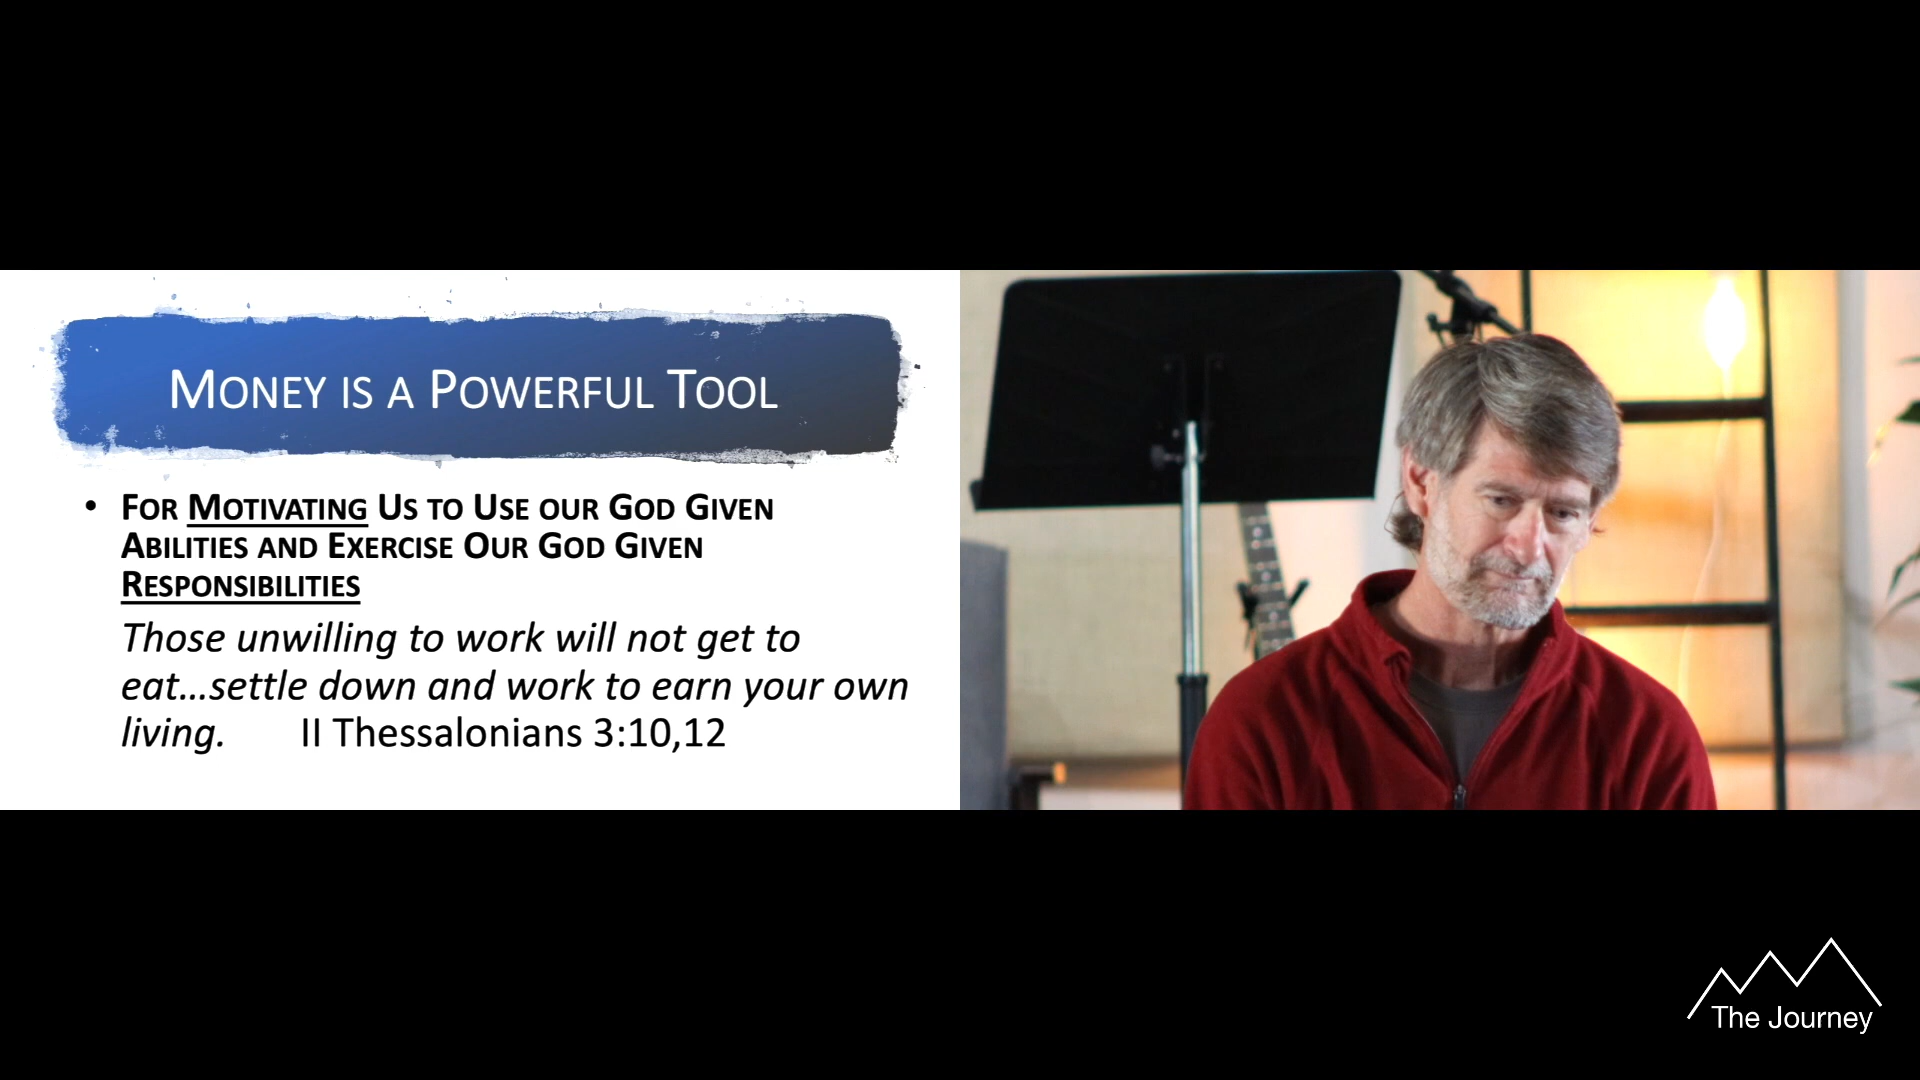 MONEY IS A POWERFUL TOOL
• FOR MOTIVATING US TO USE OUR GOD GIVEN
ABILITIES AND EXERCISE OUR GOD GIVEN
RESPONSIBILITIES
Those unwilling to work will not get to
eat...settle down and work to earn your own
living. II Thessalonians 3:10,12
The Journey